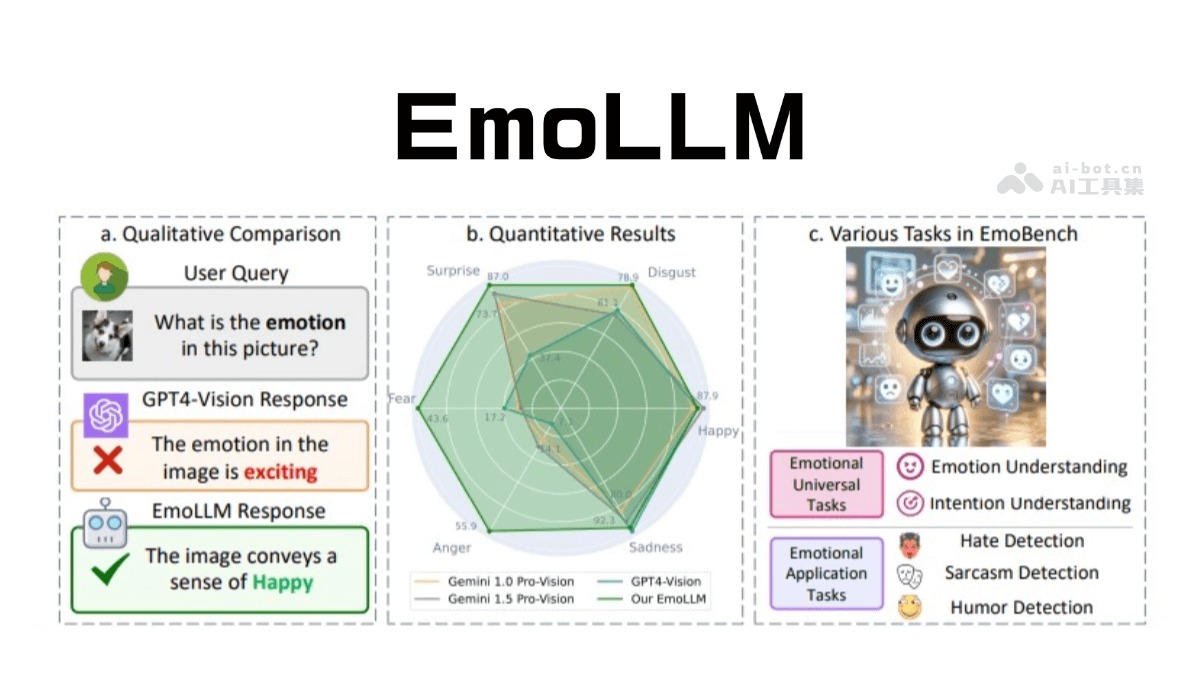 EmoLLM
ai-bot.cn
AI工具集
a. Qualitative Comparison
User Query
What is the emotion
in this picture?
GPT4-Vision Response
The emotion in the
image is exciting
EmoLLM Response
The image conveys a
sense of Happy
b. Quantitative Results
Surprise
87.0
78.9
Disgust
61.1
73.7
37.4
Fear
43.6
17.2
87.9
Happy
80.0
92.3
55.9
Anger
Sadness
Gemini 1.0 Pro-Vision
GPT4-Vision
Gemini 1.5 Pro-Vision
Our EmoLLM
c. Various Tasks in EmoBench
Emotional
Universal
Tasks
Emotion Understanding
Intention Understanding
Emotional
Application
Tasks
Hate Detection
Sarcasm Detection
Humor Detection